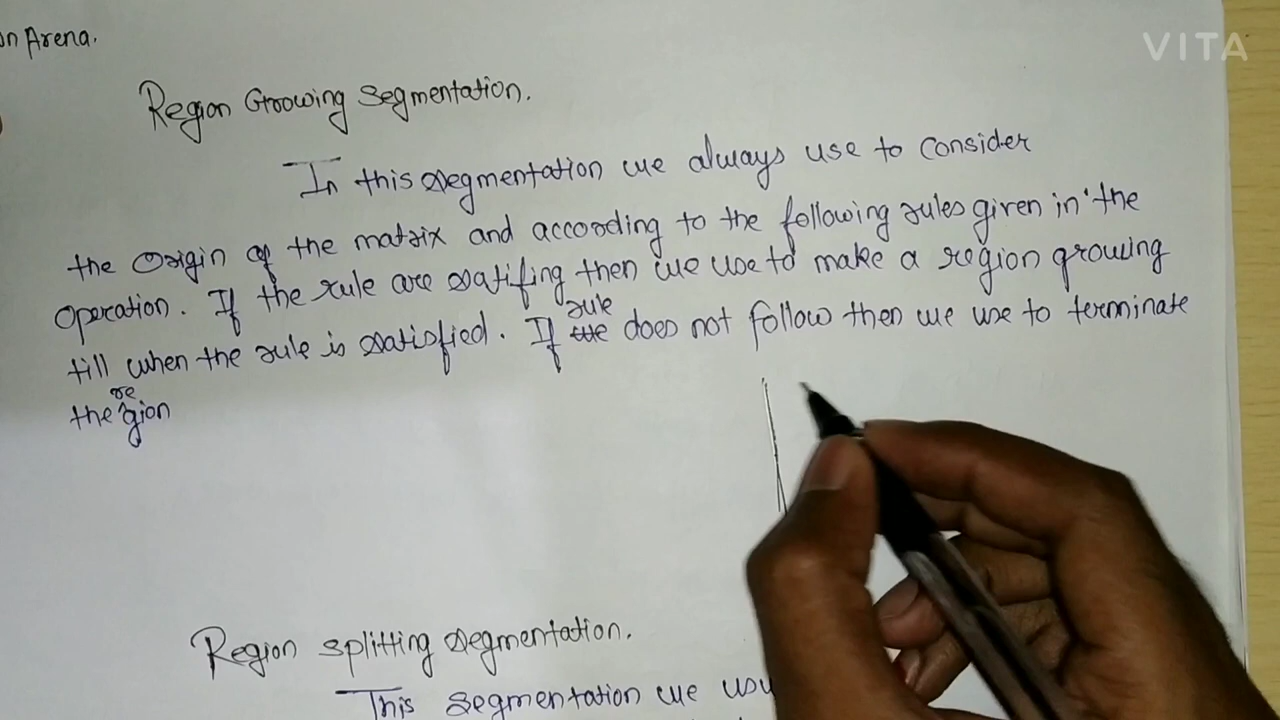 on Arena.
VITA
Region Growing Segmentation.
In this segmentation we always use to consider
the origin of the matrix and according to the following rules given in the
operation. If the rule are satifing then we use to make a region growing
till when the rule is satisfied. If rule does not follow then we use to terminate
the region
Region splitting segmentation.
This segmentation we usu